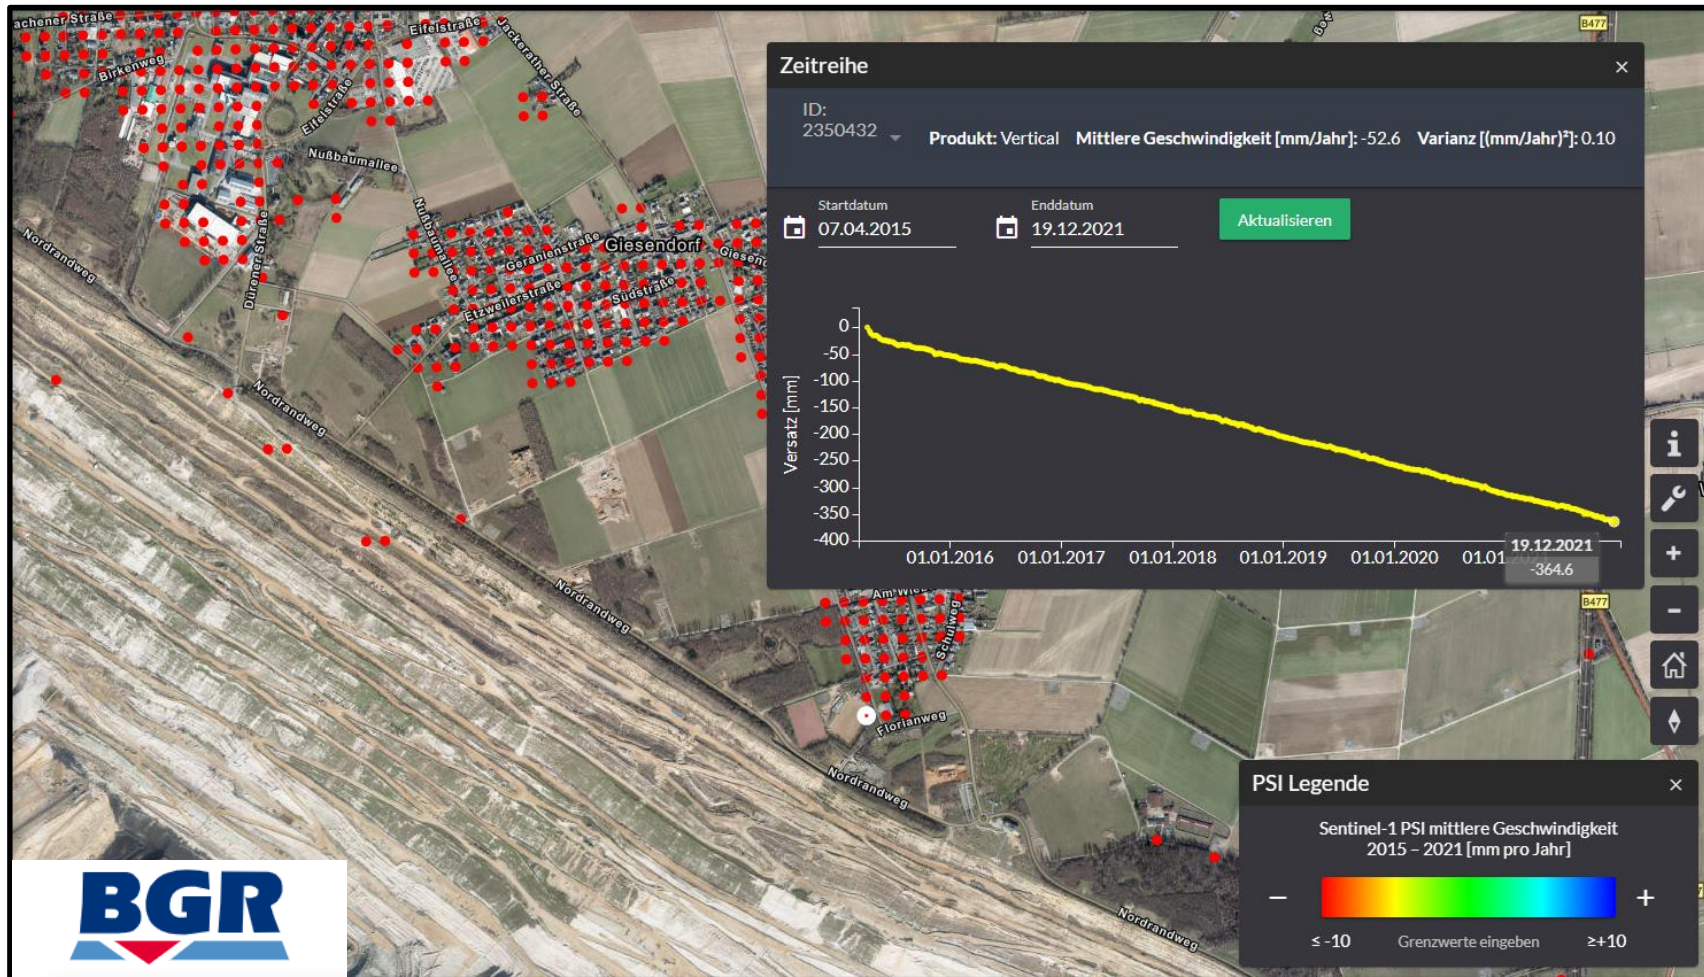 achener Straße
Birkenweg
Eifelstraße
Jackerather Straße
Eifelstraße
Nußbaumallee
Nußbaumallee
Dürener Straße
Nordrandweg
Geranienstraße
Giesendorf
Giesend
Etzweilerstraße
Südstraße
Nordrandweg
Nordrandweg
Am Wie
Schulweg
Florianweg
Nordrandweg
Nordrandweg
weg
B477
B477
Zeitreihe ×
ID:
2350432
Produkt: Vertical Mittlere Geschwindigkeit [mm/Jahr]: -52.6 Varianz [(mm/Jahr)²]: 0.10
Startdatum Enddatum
07.04.2015 19.12.2021 Aktualisieren
Versatz [mm]
0
-50
-100
-150
-200
-250
-300
-350
-400
01.01.2016 01.01.2017 01.01.2018 01.01.2019 01.01.2020 01.
19.12.2021
-364.6
PSI Legende ×
Sentinel-1 PSI mittlere Geschwindigkeit
2015 – 2021 [mm pro Jahr]
− +
≤ -10 Grenzwerte eingeben ≥+10
BGR